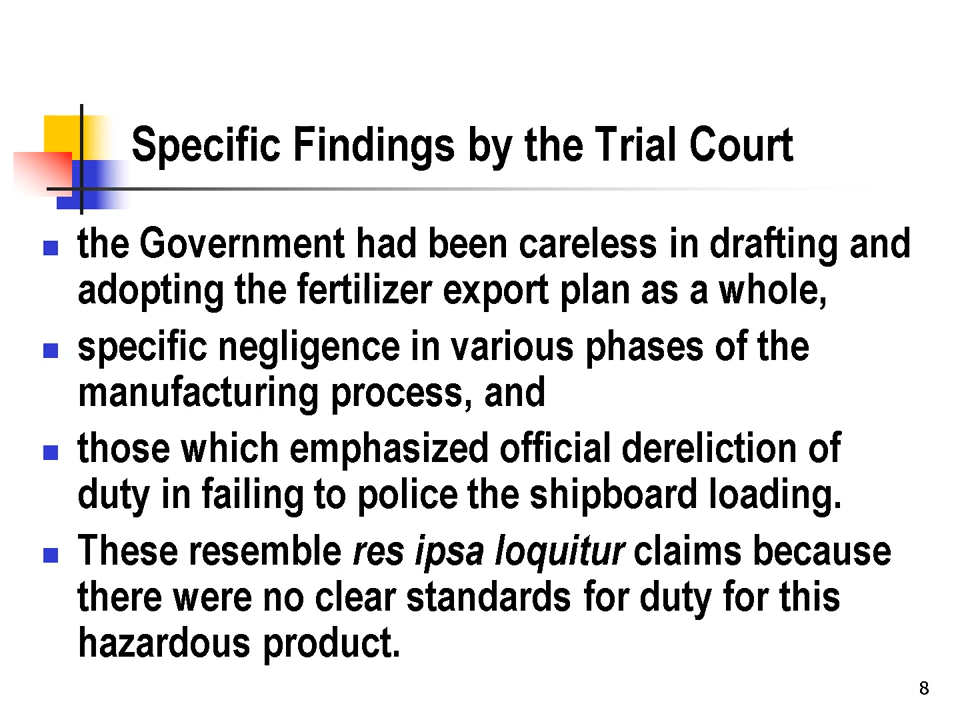 Specific Findings by the Trial Court
the Government had been careless in drafting and
adopting the fertilizer export plan as a whole,
specific negligence in various phases of the
manufacturing process, and
those which emphasized official dereliction of
duty in failing to police the shipboard loading.
These resemble res ipsa loquitur claims because
there were no clear standards for duty for this
hazardous product.
8